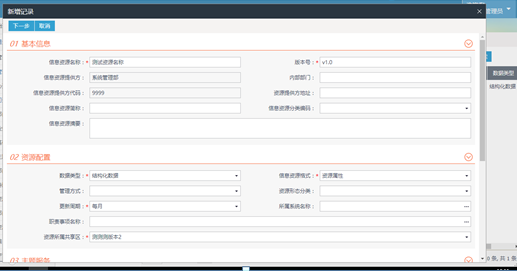 新增记录
管理员
下一步 取消
01 基本信息
信息资源名称：* 测试资源名称 版本号：* v1.0
信息资源提供方： 系统管理部 内部部门：
信息资源提供方代码： 9999 资源提供方地址：
信息资源简称： 信息资源分类编码：
信息资源摘要：
数据类型
结构化数据
02 资源配置
数据类型：* 结构化数据 信息资源格式：* 资源属性
管理方式： 资源形态分类：
更新周期：* 每月 所属系统名称：
职责事项名称：
资源所属共享区：* 测测测版本2
03 主题服务
0 条, 共 1 条